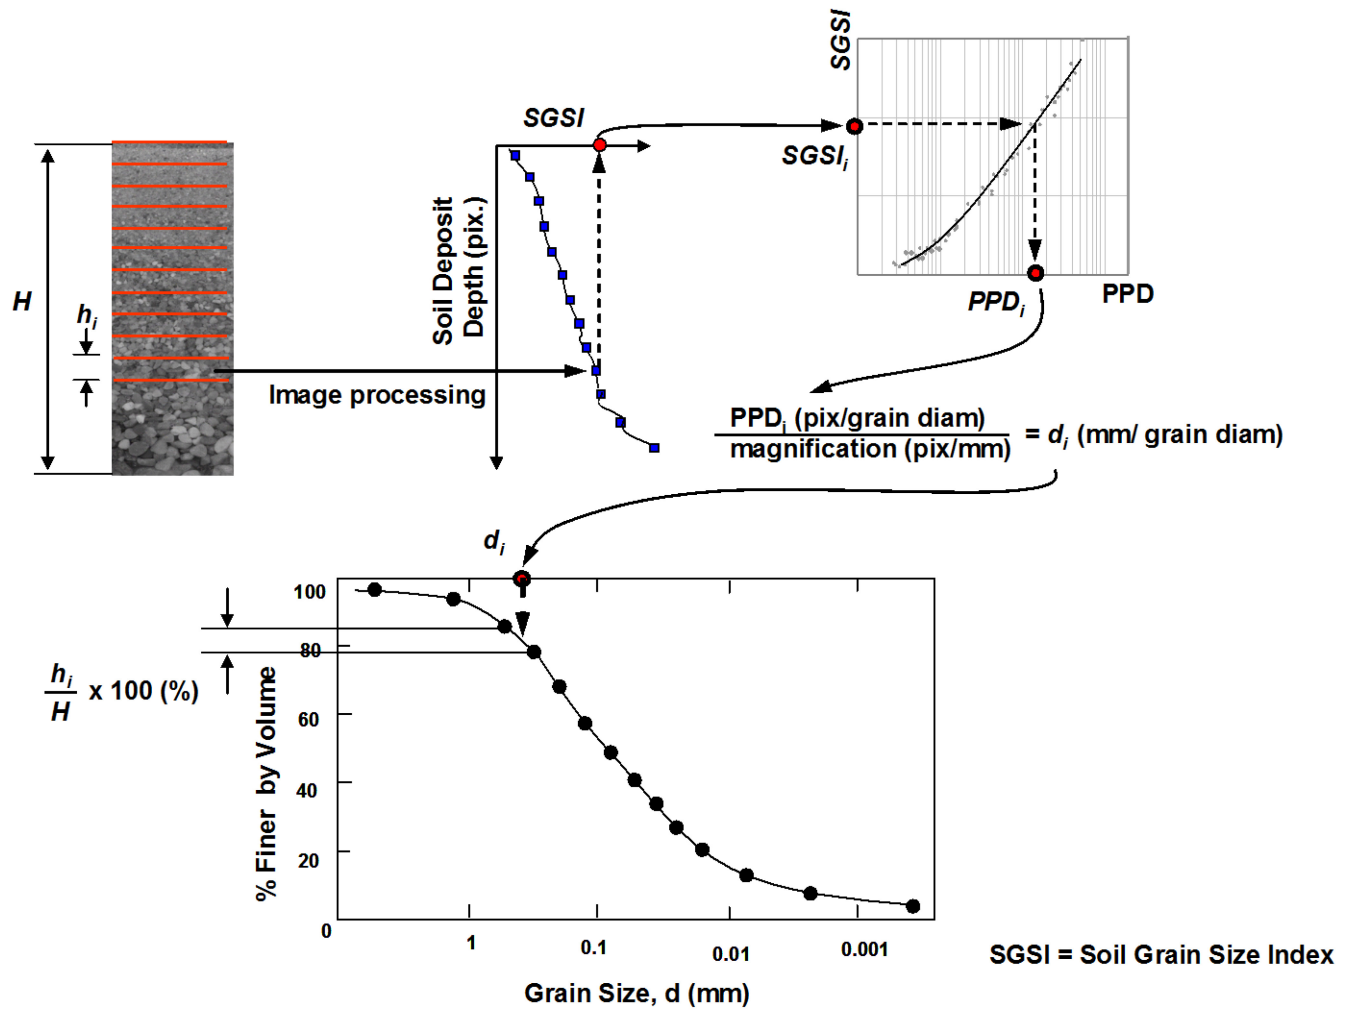 SGSI
SGSI
SGSIi
PPDi
PPD
H
hi
Soil Deposit
Depth (pix.)
Image processing
PPDi (pix/grain diam)
magnification (pix/mm)
= di (mm/ grain diam)
di
100
80
60
40
20
0
hi
H
x 100 (%)
% Finer by Volume
1
0.1
0.01
0.001
Grain Size, d (mm)
SGSI = Soil Grain Size Index